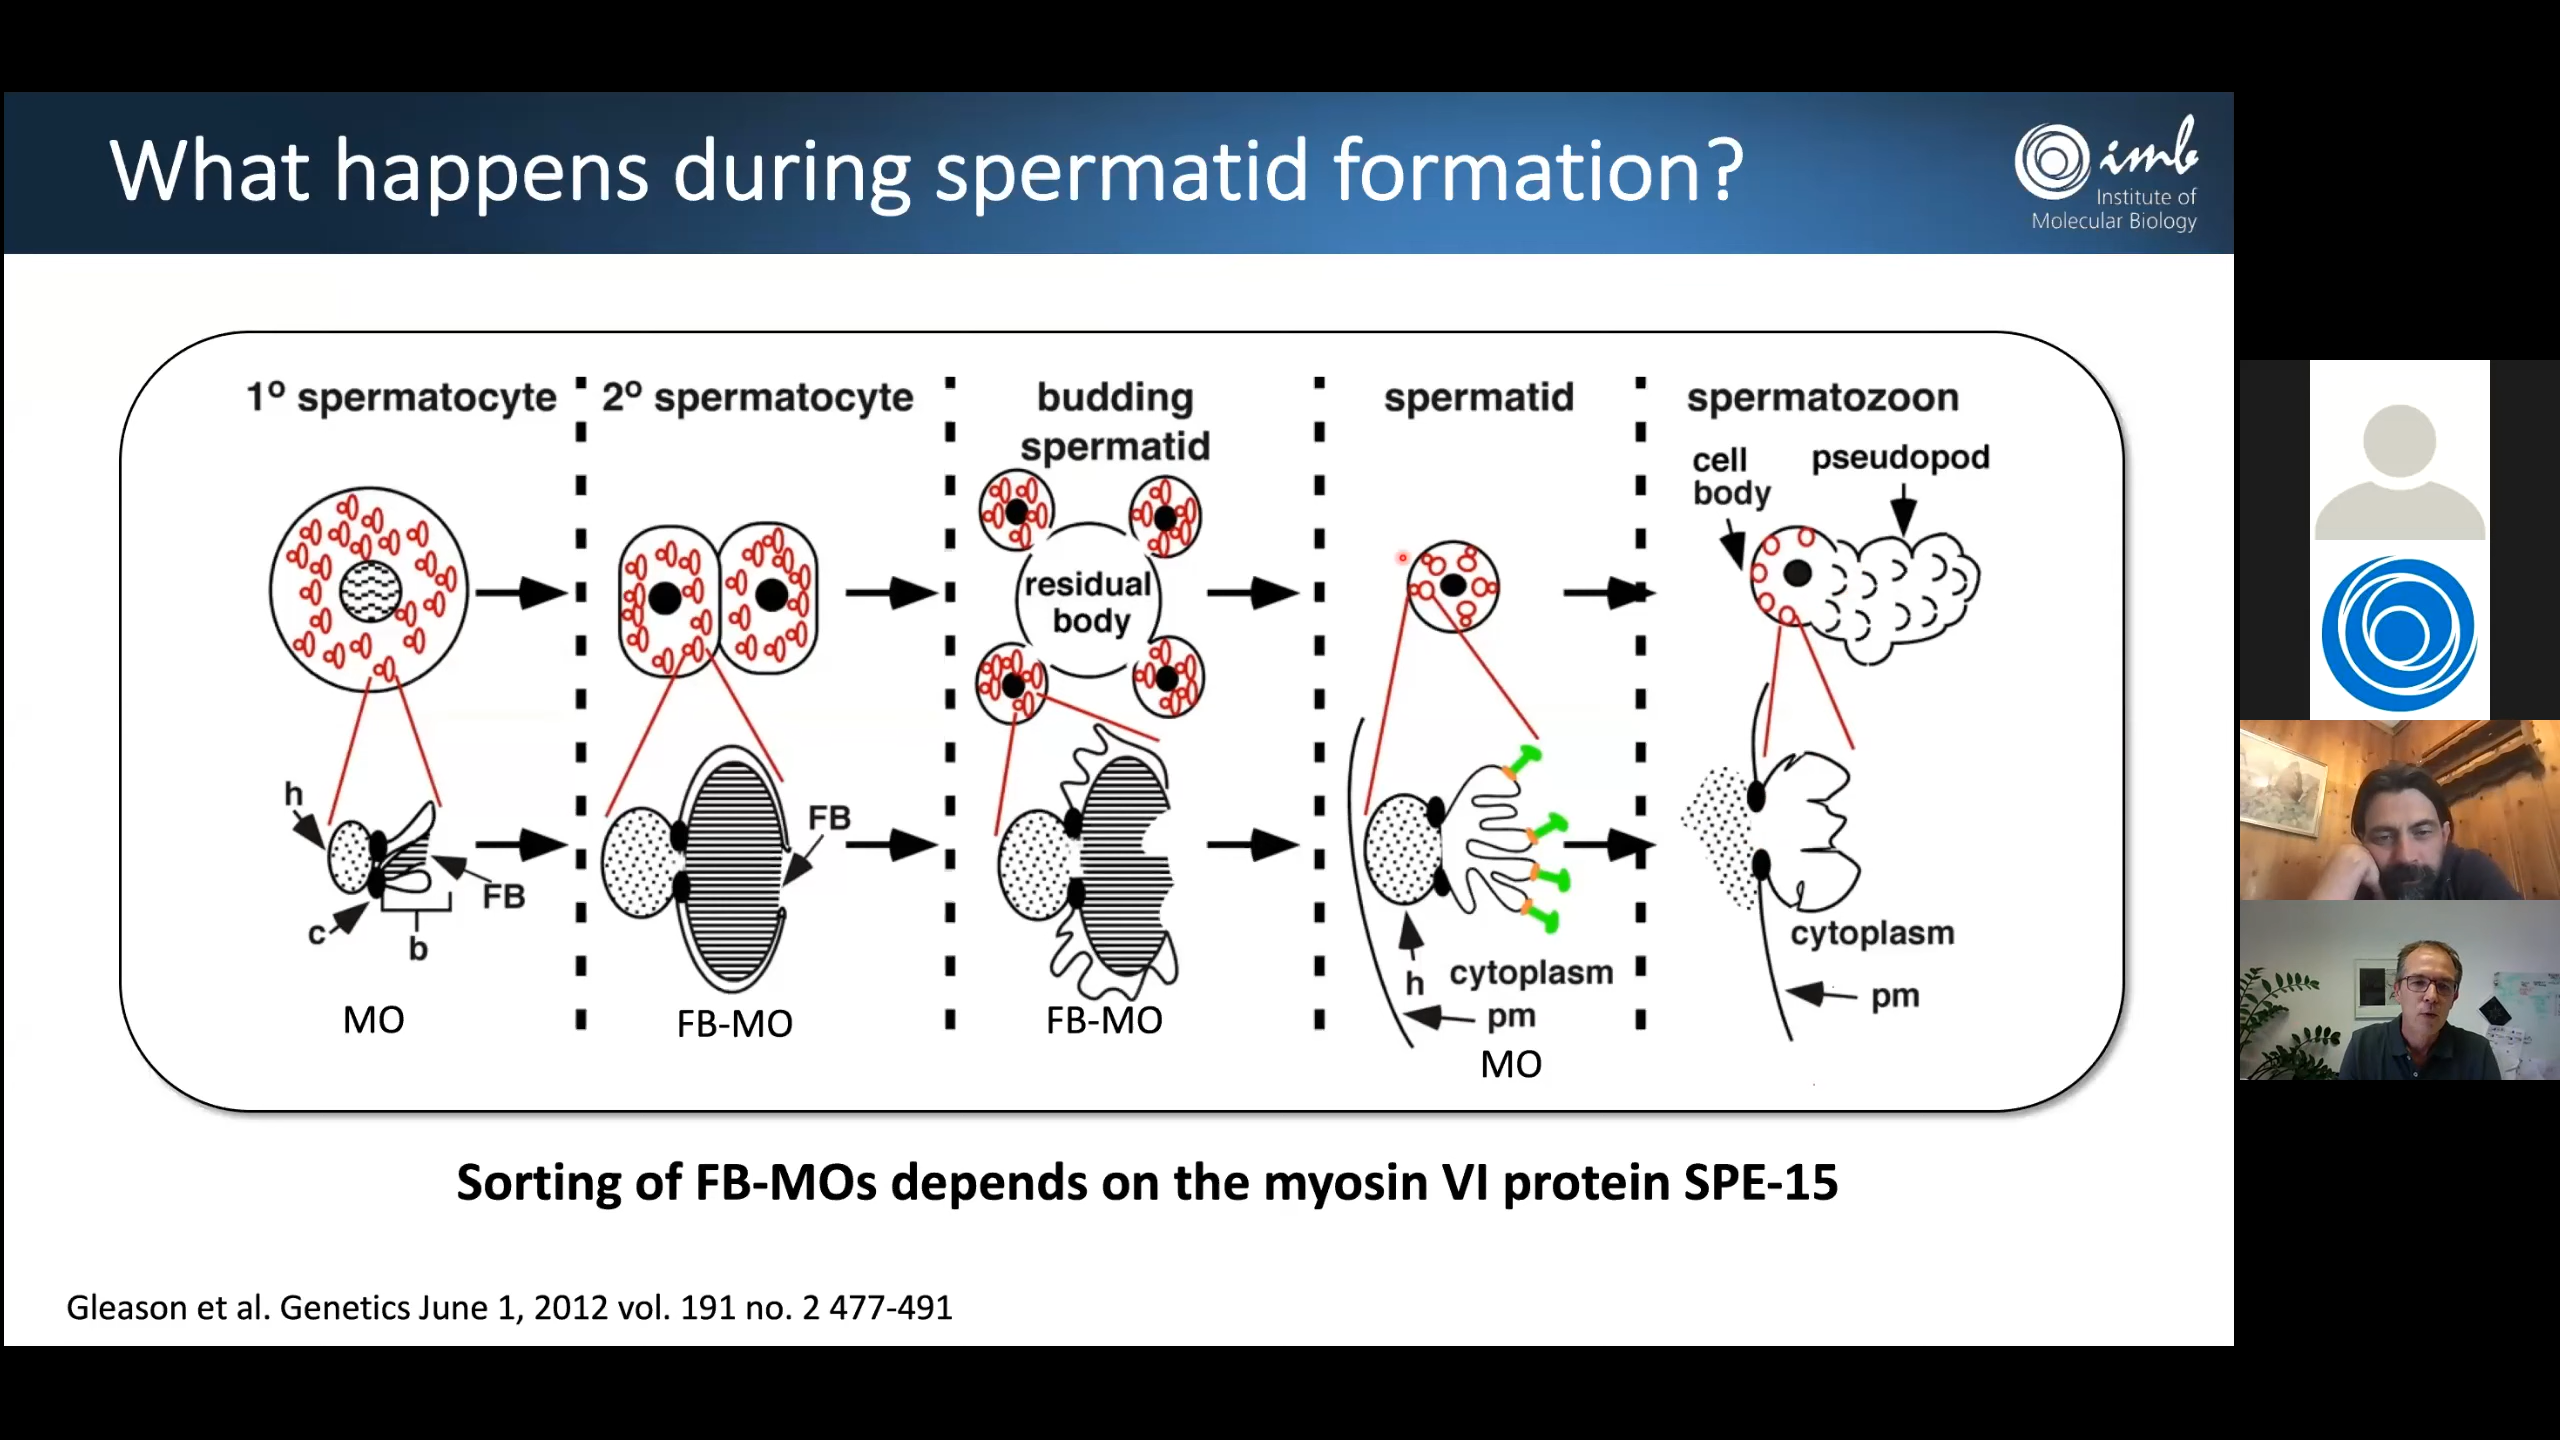 What happens during spermatid formation?
imb
Institute of
Molecular Biology
1º spermatocyte
2º spermatocyte
budding
spermatid
spermatid
spermatozoon
cell
body
pseudopod
residual
body
h
FB
c
b
MO
FB
FB-MO
FB-MO
h
cytoplasm
pm
MO
cytoplasm
pm
Sorting of FB-MOs depends on the myosin VI protein SPE-15
Gleason et al. Genetics June 1, 2012 vol. 191 no. 2 477-491